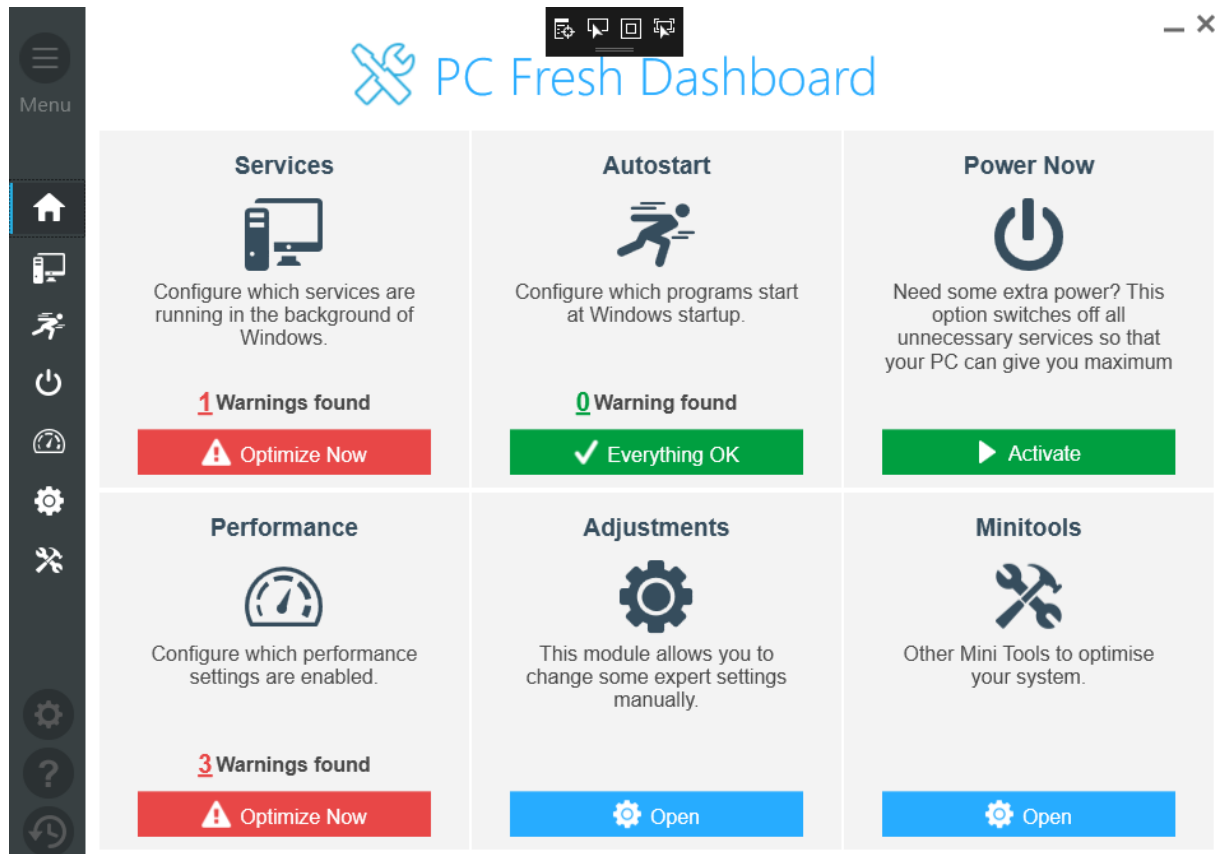 Menu
PC Fresh Dashboard
Services
Configure which services are
running in the background of
Windows.
1 Warnings found
Optimize Now
Autostart
Configure which programs start
at Windows startup.
0 Warning found
Everything OK
Power Now
Need some extra power? This
option switches off all
unnecessary services so that
your PC can give you maximum
Activate
Performance
Configure which performance
settings are enabled.
3 Warnings found
Optimize Now
Adjustments
This module allows you to
change some expert settings
manually.
Open
Minitools
Other Mini Tools to optimise
your system.
Open